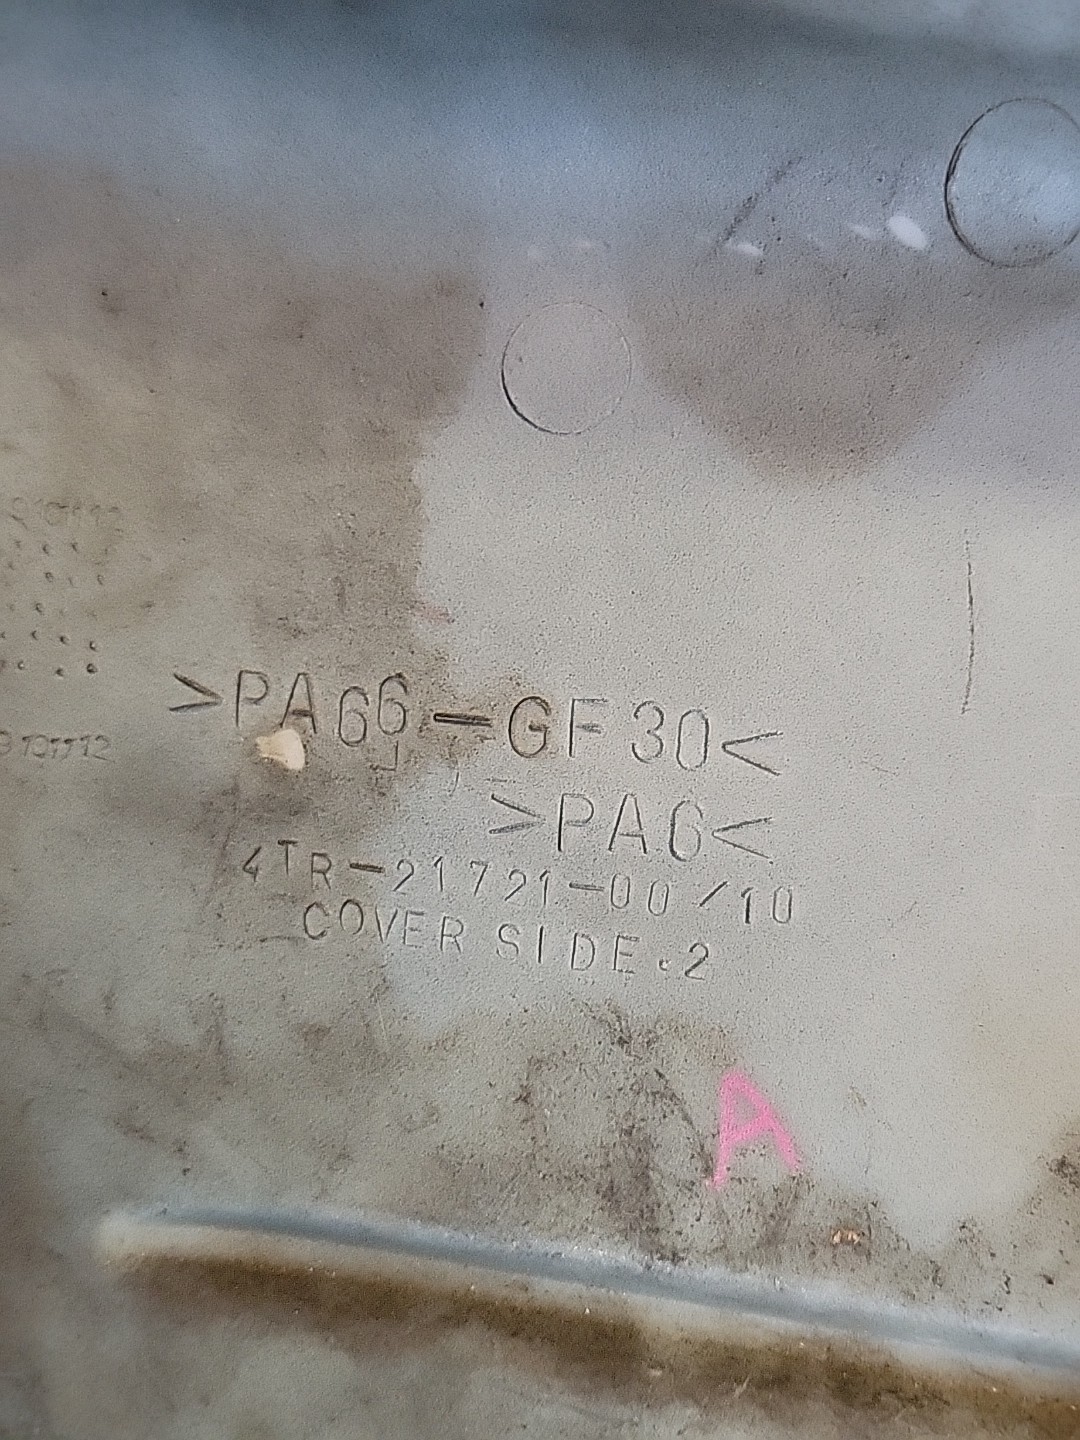 >PA66-GF30<
>PA6<
4TR-21721-00/10
COVER SIDE.2
A